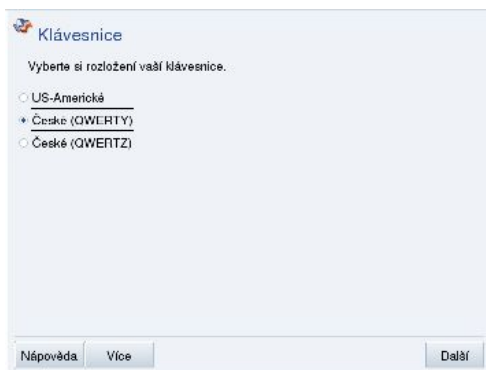 Klávesnice
Vyberte si rozložení vaší klávesnice.
US-Americké
České (QWERTY)
České (QWERTZ)
Nápověda Více Další